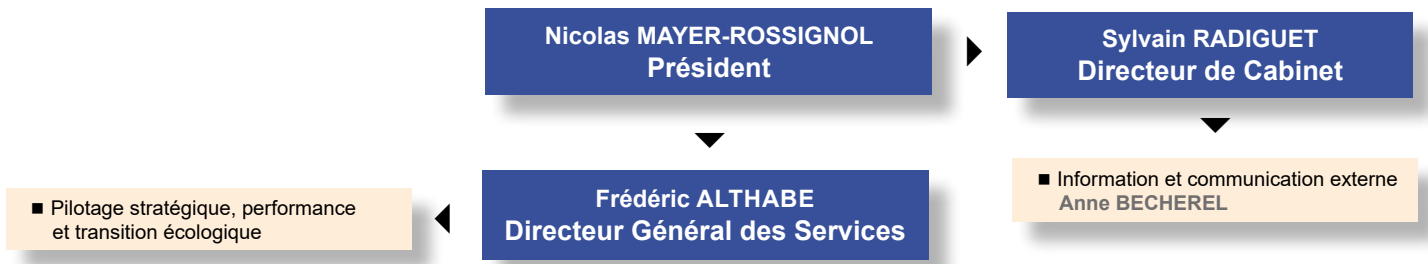 Nicolas MAYER-ROSSIGNOL
Président
Sylvain RADIGUET
Directeur de Cabinet
Frédéric ALTHABE
Directeur Général des Services
■ Information et communication externe
Anne BECHEREL
■ Pilotage stratégique, performance
et transition écologique